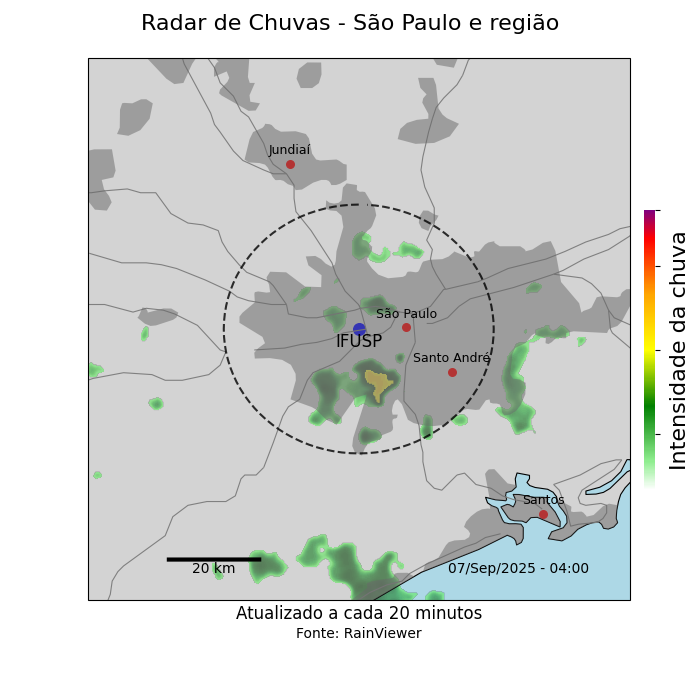 Radar de Chuvas - São Paulo e região
Jundiaí
São Paulo
IFUSP
Santo André
Santos
20 km
07/Sep/2025 - 04:00
Intensidade da chuva
Atualizado a cada 20 minutos
Fonte: RainViewer